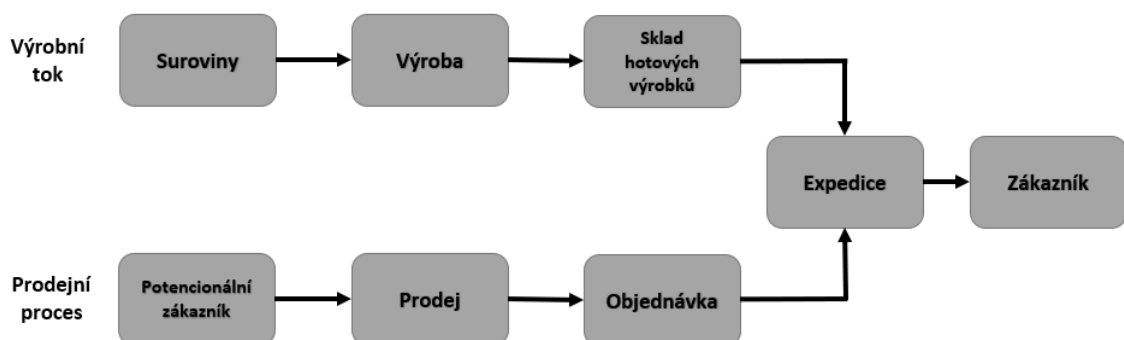 Výrobní
tok
Suroviny
Výroba
Sklad
hotových
výrobků
Expedice
Zákazník
Prodejní
proces
Potencionální
zákazník
Prodej
Objednávka